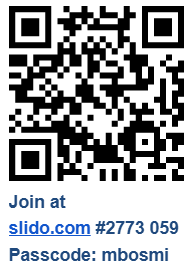 Join at
slido.com #2773 059
Passcode: mbosmi